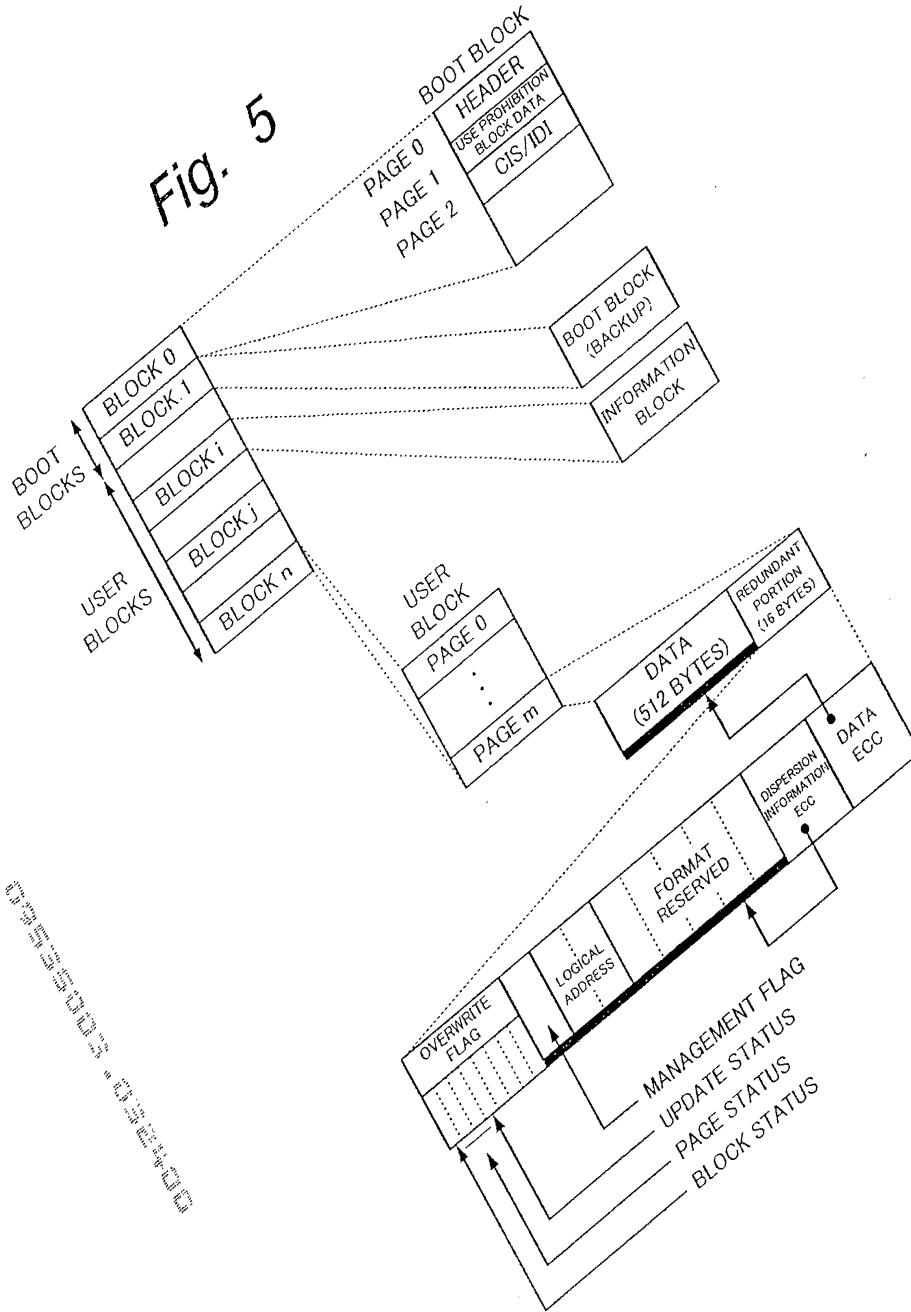 Fig. 5
BOOT BLOCK
HEADER
USE PROHIBITION
BLOCK DATA
CIS/IDI
PAGE 0
PAGE 1
PAGE 2
BOOT BLOCK
(BACKUP)
INFORMATION
BLOCK
BLOCK 0
BLOCK.1
BLOCK i
BLOCK j
BLOCK n
BOOT
BLOCKS
USER
BLOCKS
USER
BLOCK
PAGE 0
PAGE m
DATA
(512 BYTES)
REDUNDANT
PORTION
(16 BYTES)
OVERWRITE
FLAG
LOGICAL
ADDRESS
FORMAT
RESERVED
DISPERSION
INFORMATION
ECC
DATA
ECC
MANAGEMENT FLAG
UPDATE STATUS
PAGE STATUS
BLOCK STATUS